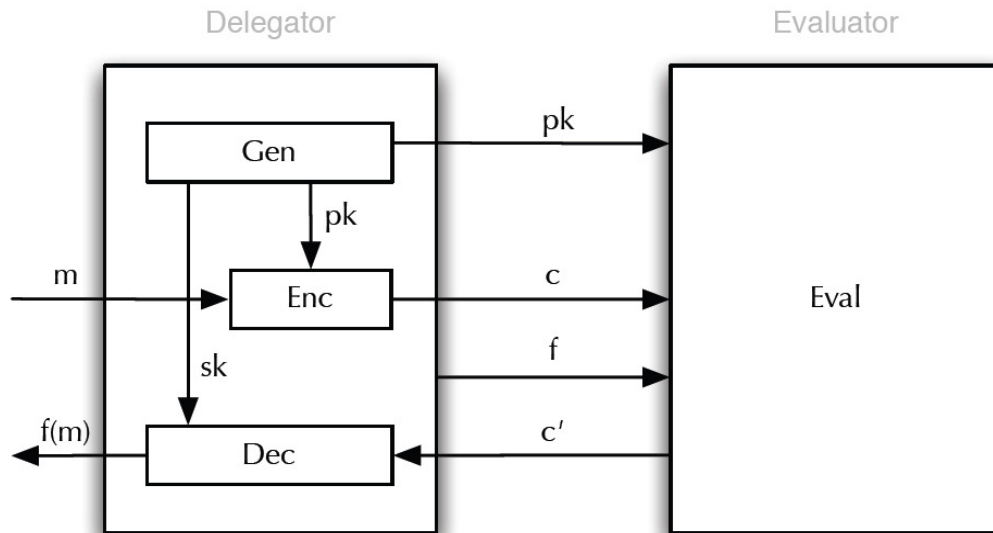 Delegator
Evaluator
Gen
pk
pk
m
Enc
c
Eval
f
sk
f(m)
Dec
c′